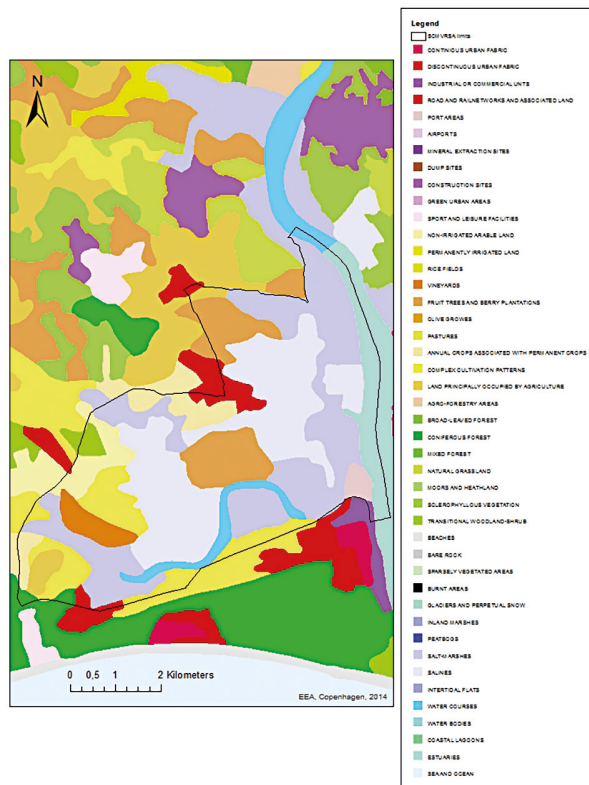 N
0 0,5 1 2 Kilometers
EEA, Copenhagen, 2014
Legend
SCM VRSA limits
CONTINUOUS URBAN FABRIC
DISCONTINUOUS URBAN FABRIC
INDUSTRIAL OR COMMERCIAL UNITS
ROAD AND RAIL NETWORKS AND ASSOCIATED LAND
PORT AREAS
AIRPORTS
MINERAL EXTRACTION SITES
DUMP SITES
CONSTRUCTION SITES
GREEN URBAN AREAS
SPORT AND LEISURE FACILITIES
NON-IRRIGATED ARABLE LAND
PERMANENTLY IRRIGATED LAND
RICE FIELDS
VINEYARDS
FRUIT TREES AND BERRY PLANTATIONS
OLIVE GROWES
PASTURES
ANNUAL CROPS ASSOCIATED WITH PERMANENT CROPS
COMPLEX CULTIVATION PATTERNS
LAND PRINCIPALLY OCCUPIED BY AGRICULTURE
AGRO-FORESTRY AREAS
BROAD-LEAVED FOREST
CONIFEROUS FOREST
MIXED FOREST
NATURAL GRASSLAND
MOORS AND HEATHLAND
SCLEROPHYLLOUS VEGETATION
TRANSITIONAL WOODLAND-SHRUB
BEACHES
BARE ROCK
SPARSELY VEGETATED AREAS
BURNT AREAS
GLACIERS AND PERPETUAL SNOW
INLAND MARSHES
PEATBOGS
SALT-MARSHES
SALINES
INTERTIDAL FLATS
WATER COURSES
WATER BODIES
COASTAL LAGOONS
ESTUARIES
SEA AND OCEAN